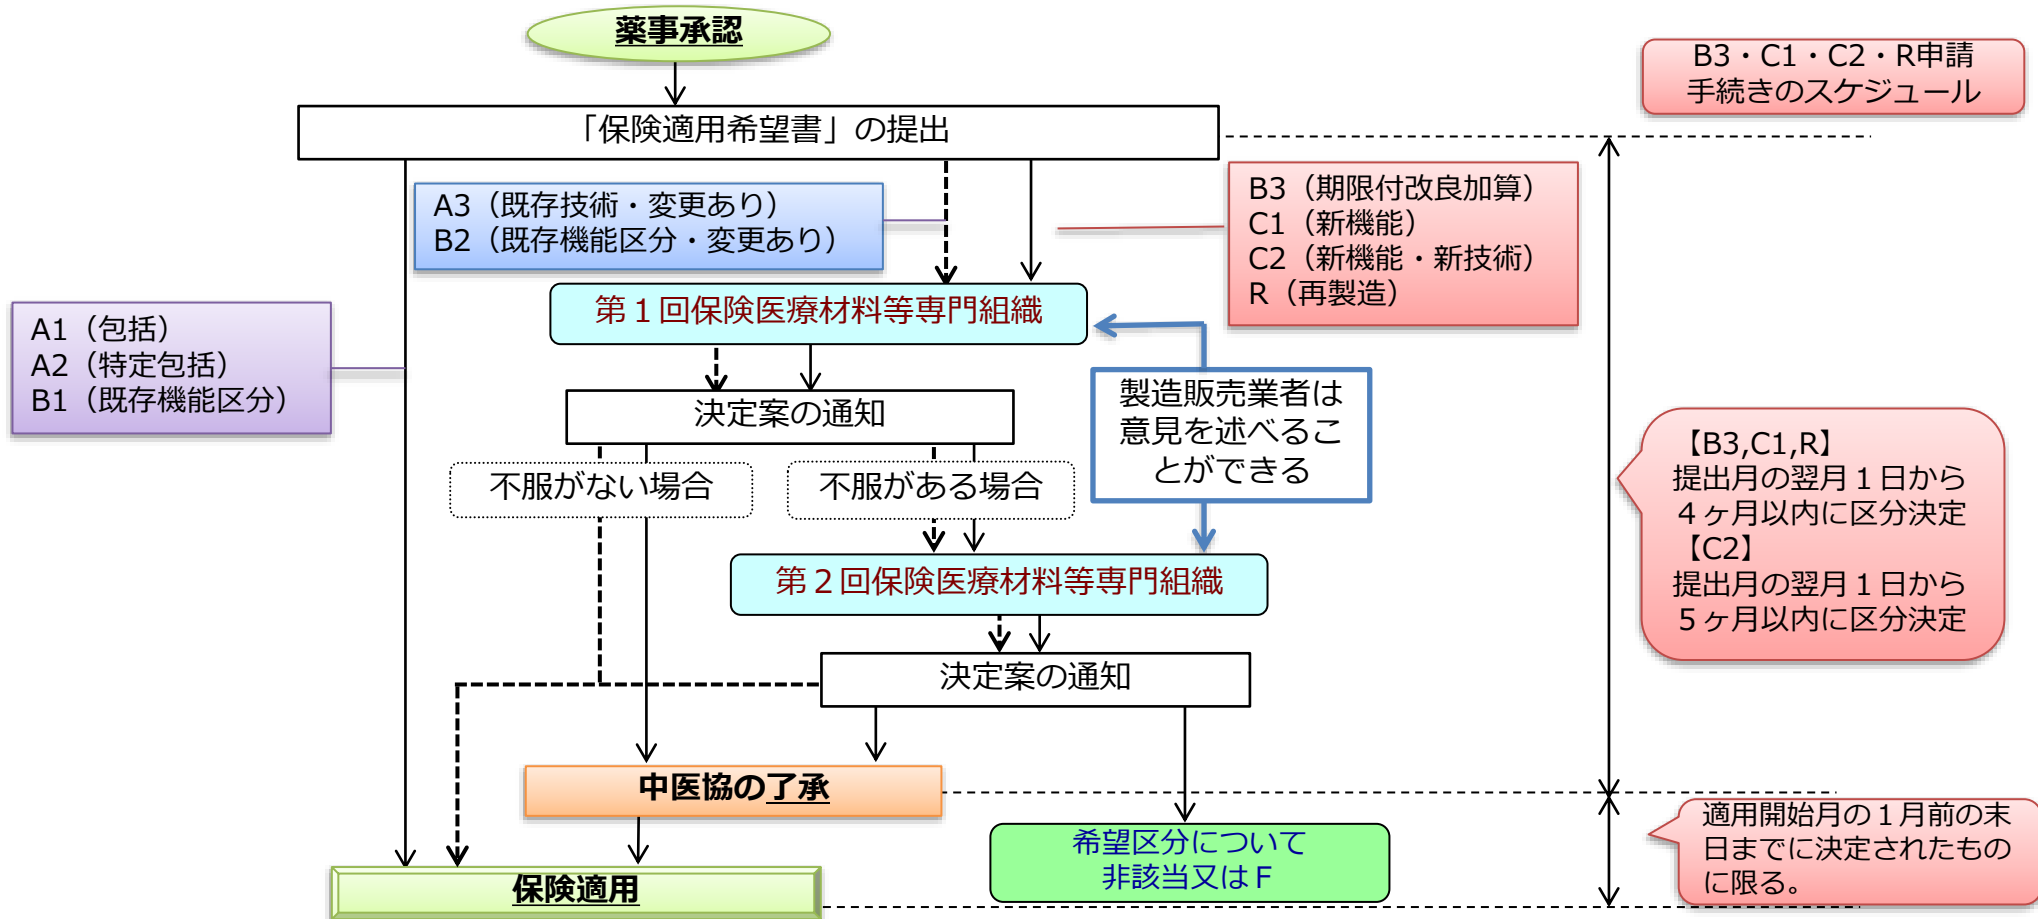 薬事承認
B3・C1・C2・R申請
手続きのスケジュール
「保険適用希望書」の提出
A3（既存技術・変更あり）
B2（既存機能区分・変更あり）
B3（期限付改良加算）
C1（新機能）
C2（新機能・新技術）
R（再製造）
第１回保険医療材料等専門組織
A1（包括）
A2（特定包括）
B1（既存機能区分）
製造販売業者は
意見を述べるこ
とができる
決定案の通知
不服がない場合
不服がある場合
【B3,C1,R】
提出月の翌月１日から
４ヶ月以内に区分決定
【C2】
提出月の翌月１日から
５ヶ月以内に区分決定
第２回保険医療材料等専門組織
決定案の通知
中医協の了承
適用開始月の１月前の末
日までに決定されたもの
に限る。
希望区分について
非該当又はＦ
保険適用